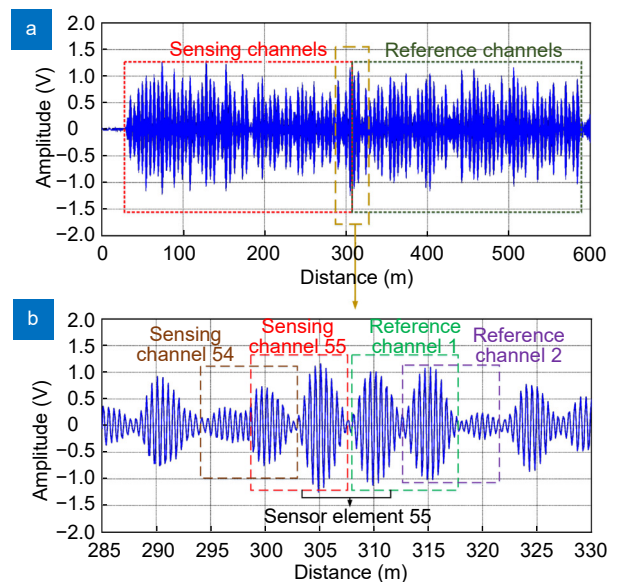 a
Sensing channels
Reference channels
Amplitude (V)
2.0
1.5
1.0
0.5
0
−0.5
−1.0
−1.5
−2.0
0
100
200
300
400
500
600
Distance (m)
b
Sensing
channel 54
Sensing
channel 55
Reference
channel 1
Reference
channel 2
Amplitude (V)
2.0
1.5
1.0
0.5
0
−0.5
−1.0
−1.5
−2.0
Sensor element 55
285
290
295
300
305
310
315
320
325
330
Distance (m)